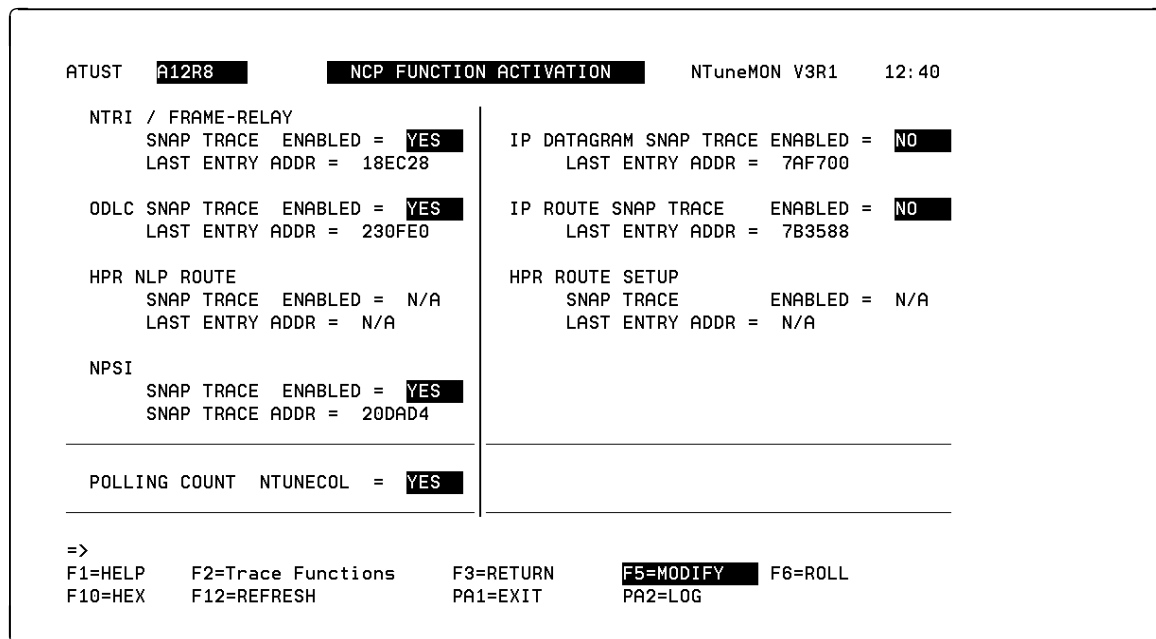 ATUST A12R8 NCP FUNCTION ACTIVATION NTuneMON V3R1 12:40
NTRI / FRAME-RELAY
SNAP TRACE ENABLED = YES
LAST ENTRY ADDR = 18EC28
IP DATAGRAM SNAP TRACE ENABLED = NO
LAST ENTRY ADDR = 7AF700
ODLC SNAP TRACE ENABLED = YES
LAST ENTRY ADDR = 230FE0
IP ROUTE SNAP TRACE ENABLED = NO
LAST ENTRY ADDR = 7B3588
HPR NLP ROUTE
SNAP TRACE ENABLED = N/A
LAST ENTRY ADDR = N/A
HPR ROUTE SETUP
SNAP TRACE ENABLED = N/A
LAST ENTRY ADDR = N/A
NPSI
SNAP TRACE ENABLED = YES
SNAP TRACE ADDR = 20DAD4
POLLING COUNT NTUNECOL = YES
=>
F1=HELP F2=Trace Functions F3=RETURN F5=MODIFY F6=ROLL
F10=HEX F12=REFRESH PA1=EXIT PA2=LOG